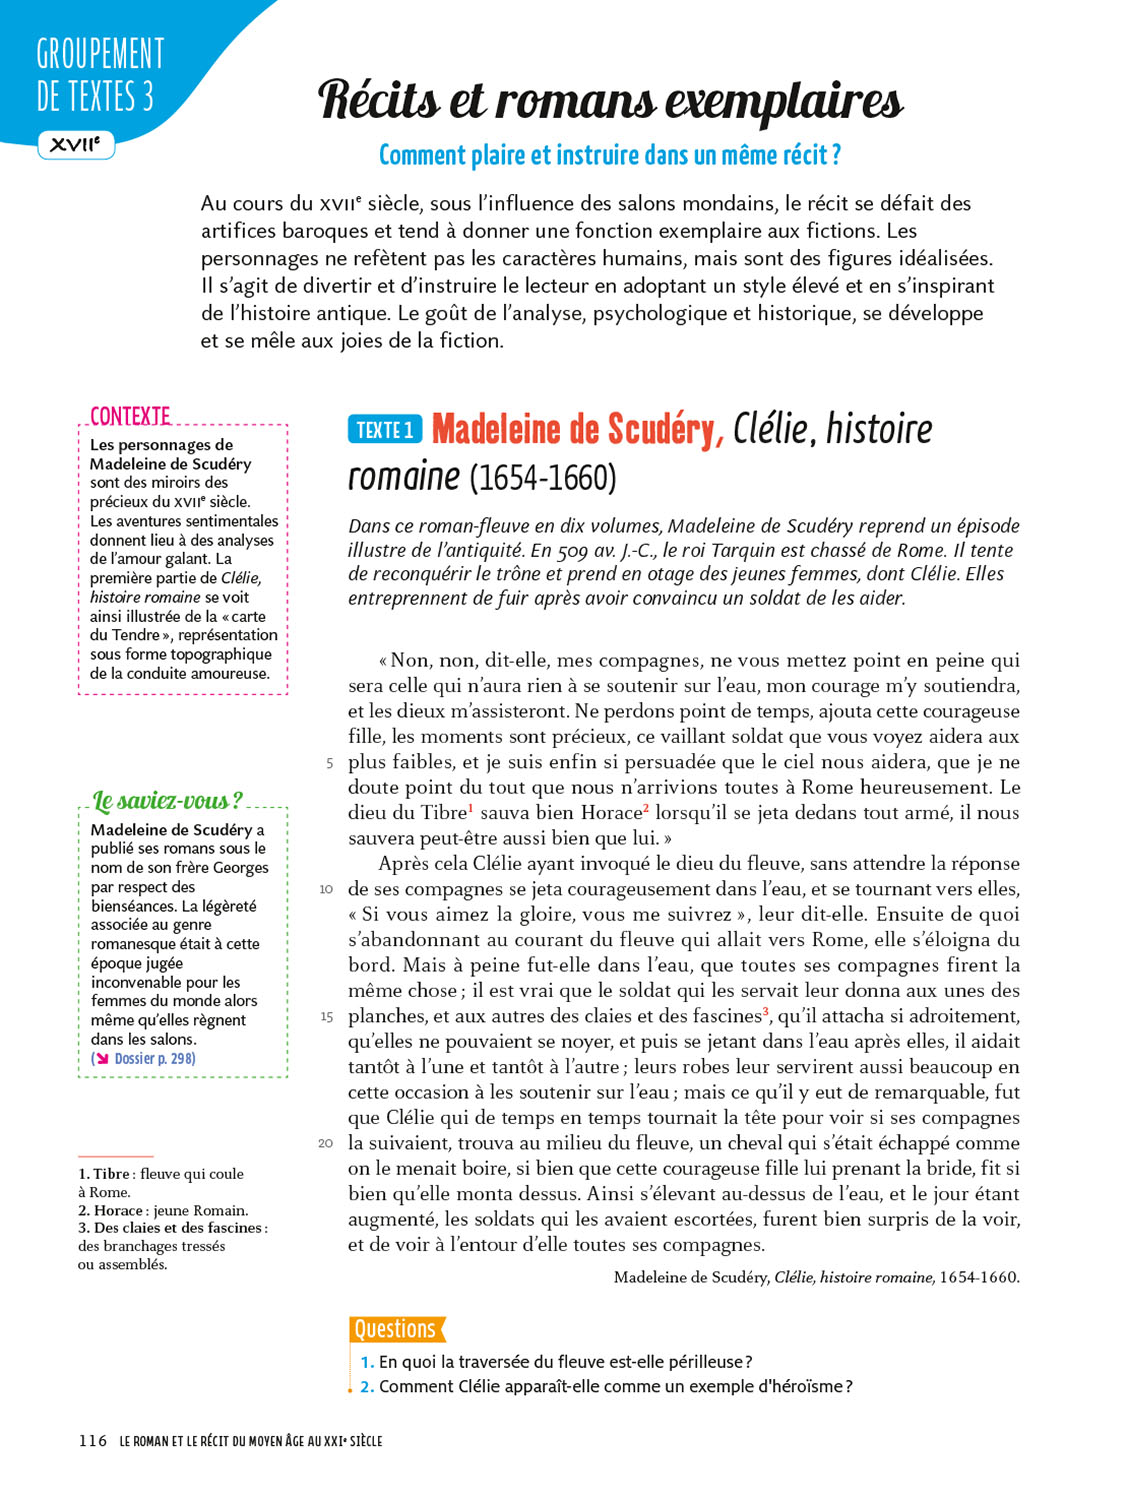 GROUPEMENT
DE TEXTES 3
XVIIe
Récits et romans exemplaires
Comment plaire et instruire dans un même récit ?
Au cours du XVIIe siècle, sous l'influence des salons mondains, le récit se défait des
artifices baroques et tend à donner une fonction exemplaire aux fictions. Les
personnages ne refètent pas les caractères humains, mais sont des figures idéalisées.
Il s'agit de divertir et d'instruire le lecteur en adoptant un style élevé et en s'inspirant
de l'histoire antique. Le goût de l'analyse, psychologique et historique, se développe
et se mêle aux joies de la fiction.
CONTEXTE
Les personnages de
Madeleine de Scudéry
sont des miroirs des
précieux du XVIIe siècle.
Les aventures sentimentales
donnent lieu à des analyses
de l'amour galant. La
première partie de Clélie,
histoire romaine se voit
ainsi illustrée de la « carte
du Tendre », représentation
sous forme topographique
de la conduite amoureuse.
Le saviez-vous ?
Madeleine de Scudéry a
publié ses romans sous le
nom de son frère Georges
par respect des
bienséances. La légèreté
associée au genre
romanesque était à cette
époque jugée
inconvenable pour les
femmes du monde alors
même qu'elles règnent
dans les salons.
(➘ Dossier p. 298)
1. Tibre : fleuve qui coule
à Rome.
2. Horace : jeune Romain.
3. Des claies et des fascines :
des branchages tressés
ou assemblés.
TEXTE 1 Madeleine de Scudéry, Clélie, histoire
romaine (1654-1660)
Dans ce roman-fleuve en dix volumes, Madeleine de Scudéry reprend un épisode
illustre de l'antiquité. En 509 av. J.-C., le roi Tarquin est chassé de Rome. Il tente
de reconquérir le trône et prend en otage des jeunes femmes, dont Clélie. Elles
entreprennent de fuir après avoir convaincu un soldat de les aider.
« Non, non, dit-elle, mes compagnes, ne vous mettez point en peine qui
sera celle qui n'aura rien à se soutenir sur l'eau, mon courage m'y soutiendra,
et les dieux m'assisteront. Ne perdons point de temps, ajouta cette courageuse
fille, les moments sont précieux, ce vaillant soldat que vous voyez aidera aux
5 plus faibles, et je suis enfin si persuadée que le ciel nous aidera, que je ne
doute point du tout que nous n'arrivions toutes à Rome heureusement. Le
dieu du Tibre1 sauva bien Horace2 lorsqu'il se jeta dedans tout armé, il nous
sauvera peut-être aussi bien que lui. »
Après cela Clélie ayant invoqué le dieu du fleuve, sans attendre la réponse
10 de ses compagnes se jeta courageusement dans l'eau, et se tournant vers elles,
« Si vous aimez la gloire, vous me suivrez », leur dit-elle. Ensuite de quoi
s'abandonnant au courant du fleuve qui allait vers Rome, elle s'éloigna du
bord. Mais à peine fut-elle dans l'eau, que toutes ses compagnes firent la
même chose ; il est vrai que le soldat qui les servait leur donna aux unes des
15 planches, et aux autres des claies et des fascines3, qu'il attacha si adroitement,
qu'elles ne pouvaient se noyer, et puis se jetant dans l'eau après elles, il aidait
tantôt à l'une et tantôt à l'autre ; leurs robes leur servirent aussi beaucoup en
cette occasion à les soutenir sur l'eau ; mais ce qu'il y eut de remarquable, fut
que Clélie qui de temps en temps tournait la tête pour voir si ses compagnes
20 la suivaient, trouva au milieu du fleuve, un cheval qui s'était échappé comme
on le menait boire, si bien que cette courageuse fille lui prenant la bride, fit si
bien qu'elle monta dessus. Ainsi s'élevant au-dessus de l'eau, et le jour étant
augmenté, les soldats qui les avaient escortées, furent bien surpris de la voir,
et de voir à l'entour d'elle toutes ses compagnes.
Madeleine de Scudéry, Clélie, histoire romaine, 1654-1660.
Questions
1. En quoi la traversée du fleuve est-elle périlleuse ?
2. Comment Clélie apparaît-elle comme un exemple d'héroïsme ?
116 LE ROMAN ET LE RÉCIT DU MOYEN ÂGE AU XXIe SIÈCLE